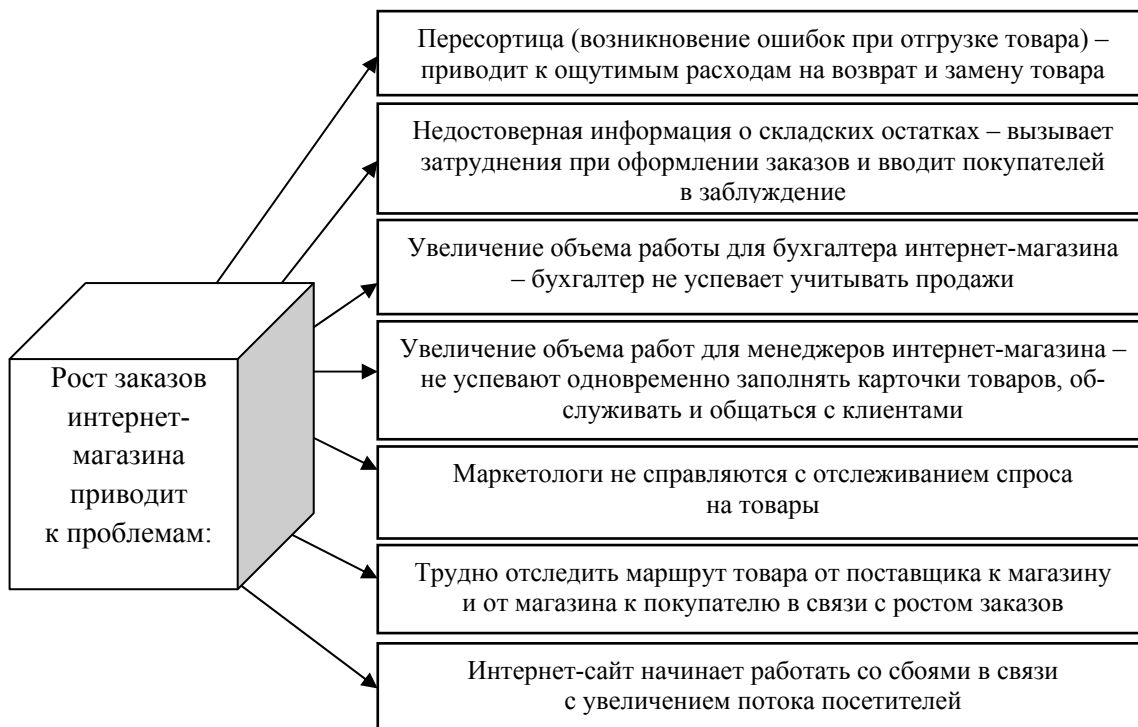 Рост заказов
интернет-
магазина
приводит
к проблемам:
Пересортица (возникновение ошибок при отгрузке товара) –
приводит к ощутимым расходам на возврат и замену товара
Недостоверная информация о складских остатках – вызывает
затруднения при оформлении заказов и вводит покупателей
в заблуждение
Увеличение объема работы для бухгалтера интернет-магазина
– бухгалтер не успевает учитывать продажи
Увеличение объема работ для менеджеров интернет-магазина –
не успевают одновременно заполнять карточки товаров, об-
служивать и общаться с клиентами
Маркетологи не справляются с отслеживанием спроса
на товары
Трудно отследить маршрут товара от поставщика к магазину
и от магазина к покупателю в связи с ростом заказов
Интернет-сайт начинает работать со сбоями в связи
с увеличением потока посетителей